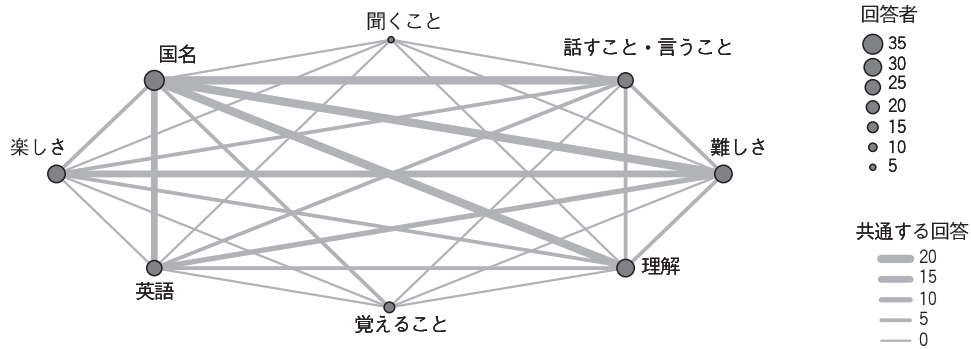 聞くこと
国名
話すこと・言うこと
楽しさ
難しさ
英語
理解
覚えること
回答者
35
30
25
20
15
10
5
共通する回答
20
15
10
5
0